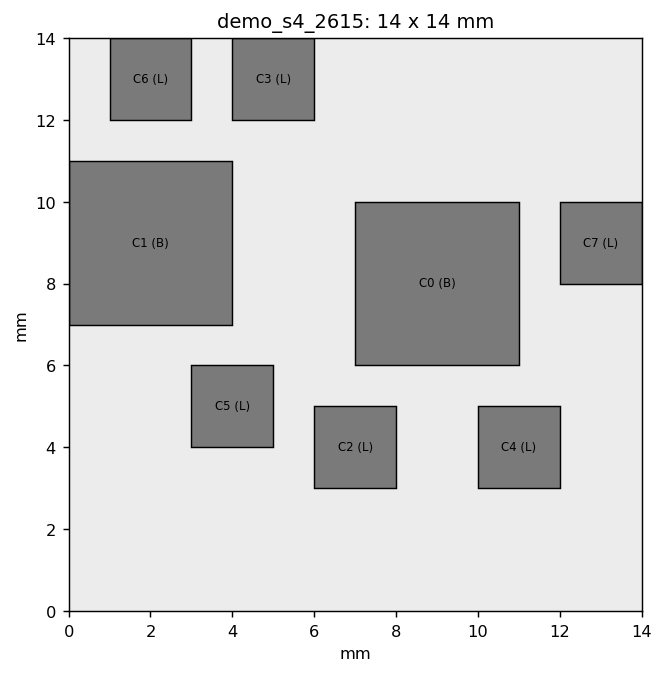 demo_s4_2615: 14 x 14 mm
14
12
10
8
6
4
2
0
mm
C6 (L)
C3 (L)
C1 (B)
C7 (L)
C0 (B)
C5 (L)
C2 (L)
C4 (L)
0 2 4 6 8 10 12 14
mm